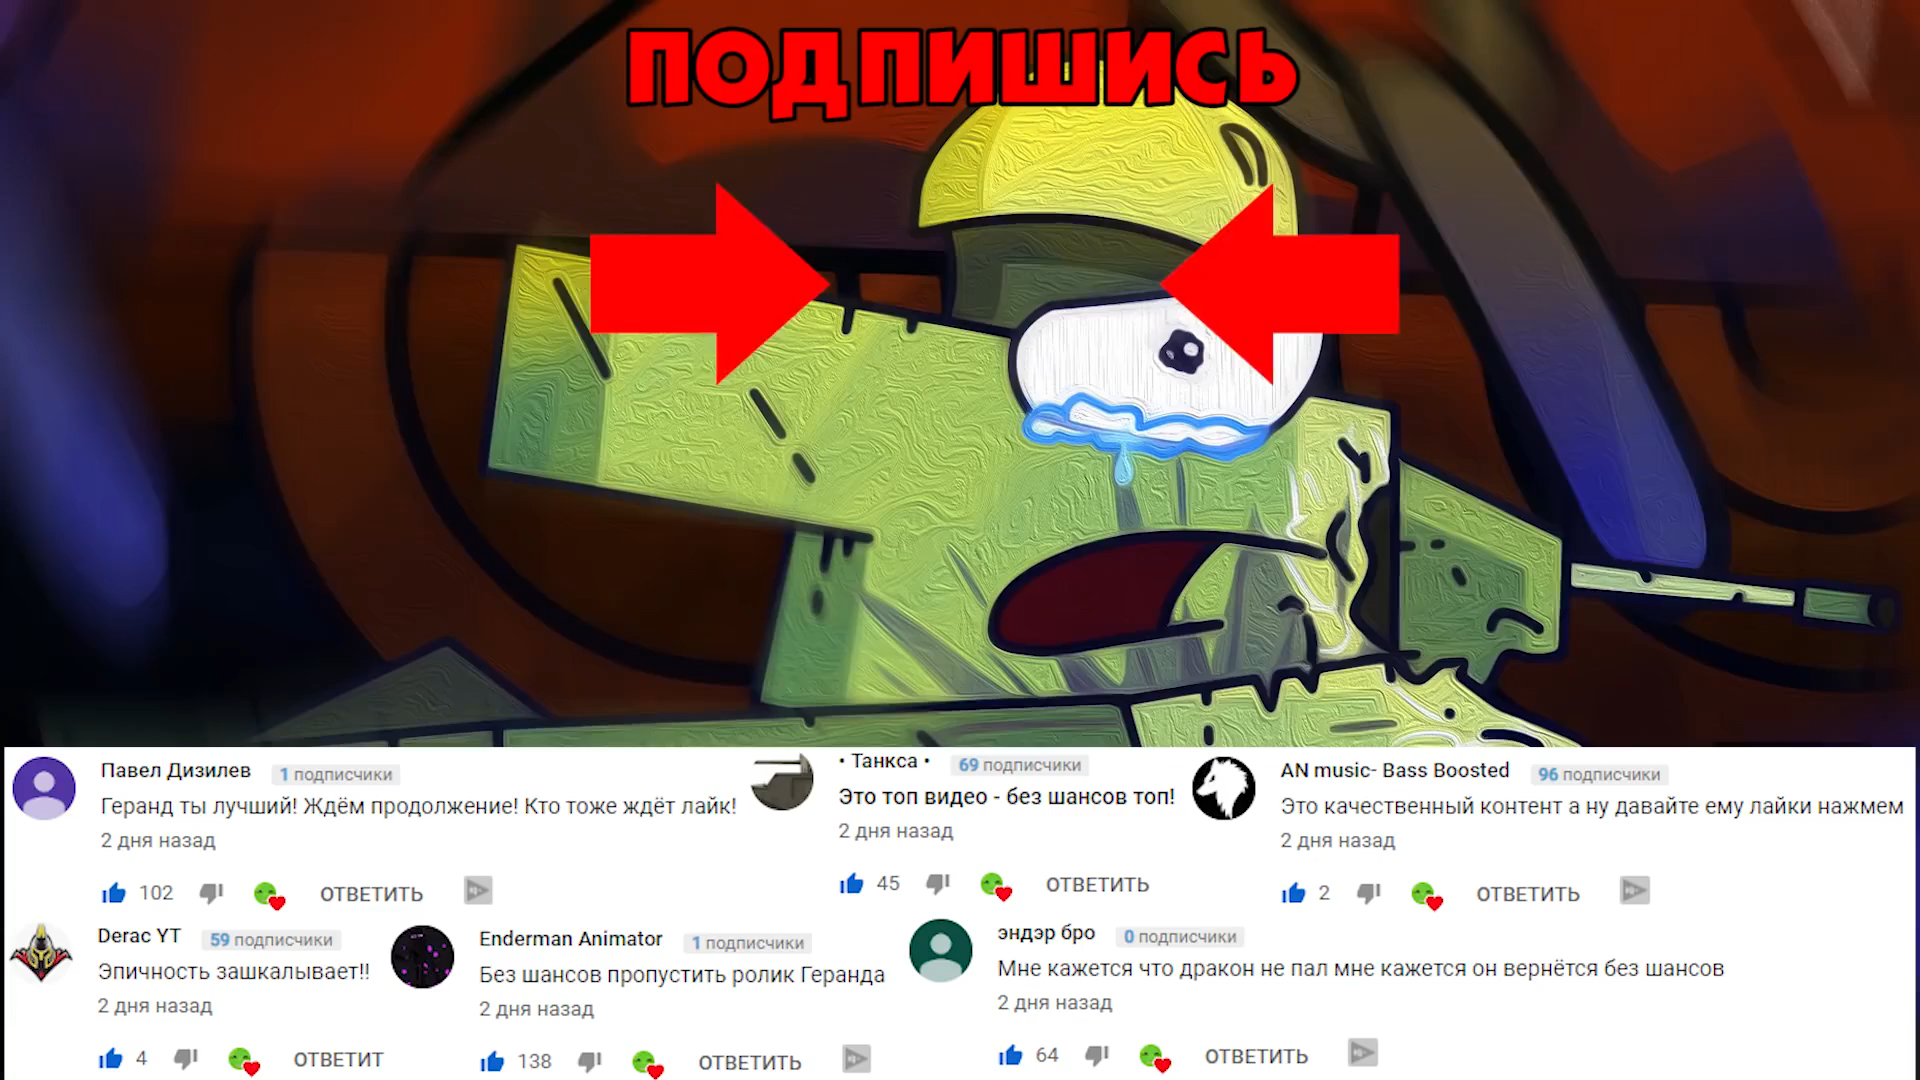 ПОДПИШИСЬ
Павел Дизилев 1 подписчики
Геранд ты лучший! Ждём продолжение! Кто тоже ждёт лайк!
2 дня назад
102 ОТВЕТИТЬ
• Танкса • 69 подписчики
Это топ видео - без шансов топ!
2 дня назад
45 ОТВЕТИТЬ
AN music- Bass Boosted 96 подписчики
Это качественный контент а ну давайте ему лайки нажмем
2 дня назад
2 ОТВЕТИТЬ
Derac YT 59 подписчики
Эпичность зашкалывает!!
2 дня назад
4 ОТВЕТИТ
Enderman Animator 1 подписчики
Без шансов пропустить ролик Геранда
2 дня назад
138 ОТВЕТИТЬ
эндэр бро 0 подписчики
Мне кажется что дракон не пал мне кажется он вернётся без шансов
2 дня назад
64 ОТВЕТИТЬ